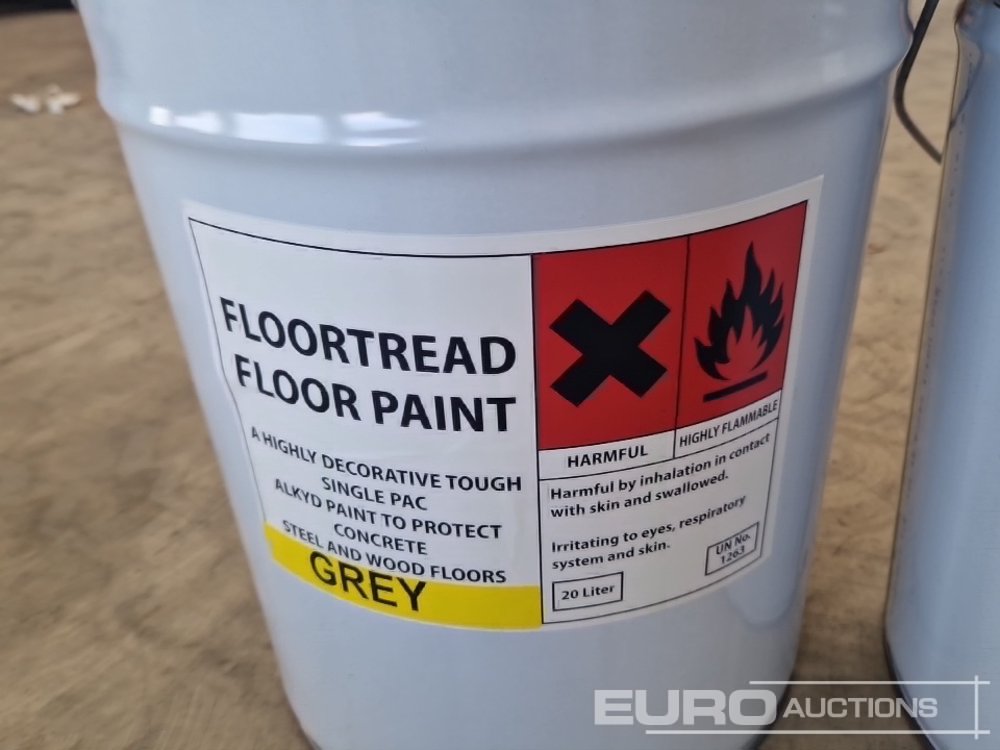 FLOORTREAD
FLOOR PAINT
A HIGHLY DECORATIVE TOUGH
SINGLE PAC
ALKYD PAINT TO PROTECT
CONCRETE
STEEL AND WOOD FLOORS
GREY
HARMFUL
HIGHLY FLAMMABLE
Harmful by inhalation in contact
with skin and swallowed.
Irritating to eyes, respiratory
system and skin.
20 Liter
UN No.
1263
EURO AUCTIONS